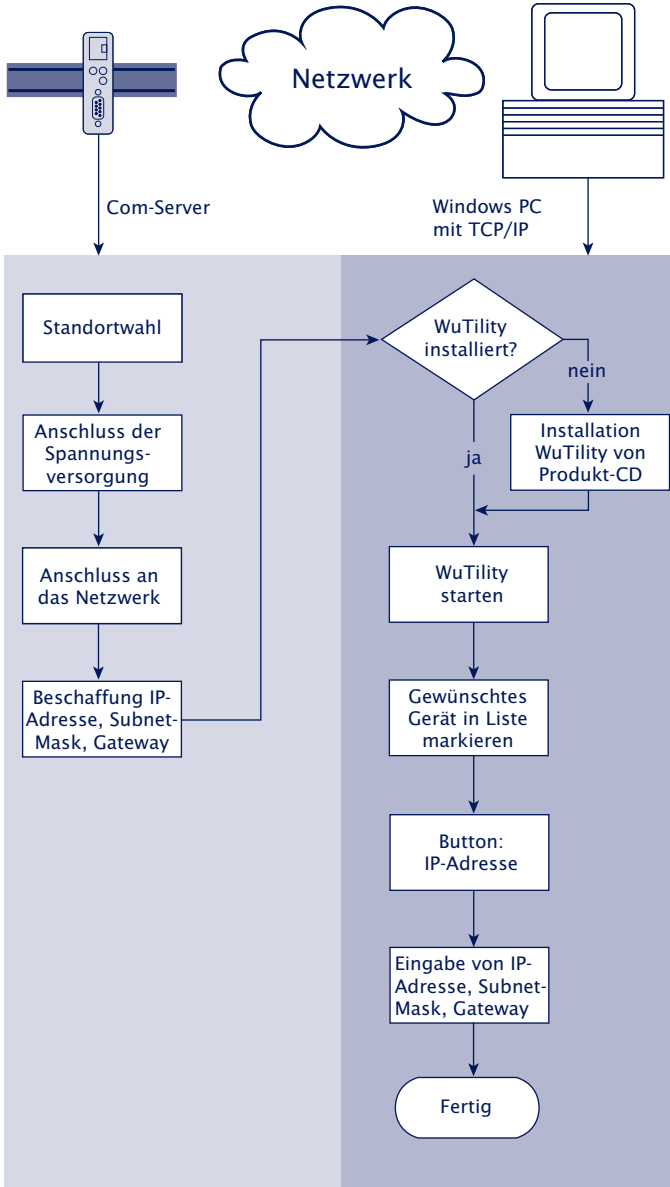 Netzwerk
Com-Server
Windows PC
mit TCP/IP
Standortwahl
Anschluss der
Spannungs-
versorgung
Anschluss an
das Netzwerk
Beschaffung IP-
Adresse, Subnet-
Mask, Gateway
WuTility
installiert?
nein
ja
Installation
WuTility von
Produkt-CD
WuTility
starten
Gewünschtes
Gerät in Liste
markieren
Button:
IP-Adresse
Eingabe von IP-
Adresse, Subnet-
Mask, Gateway
Fertig